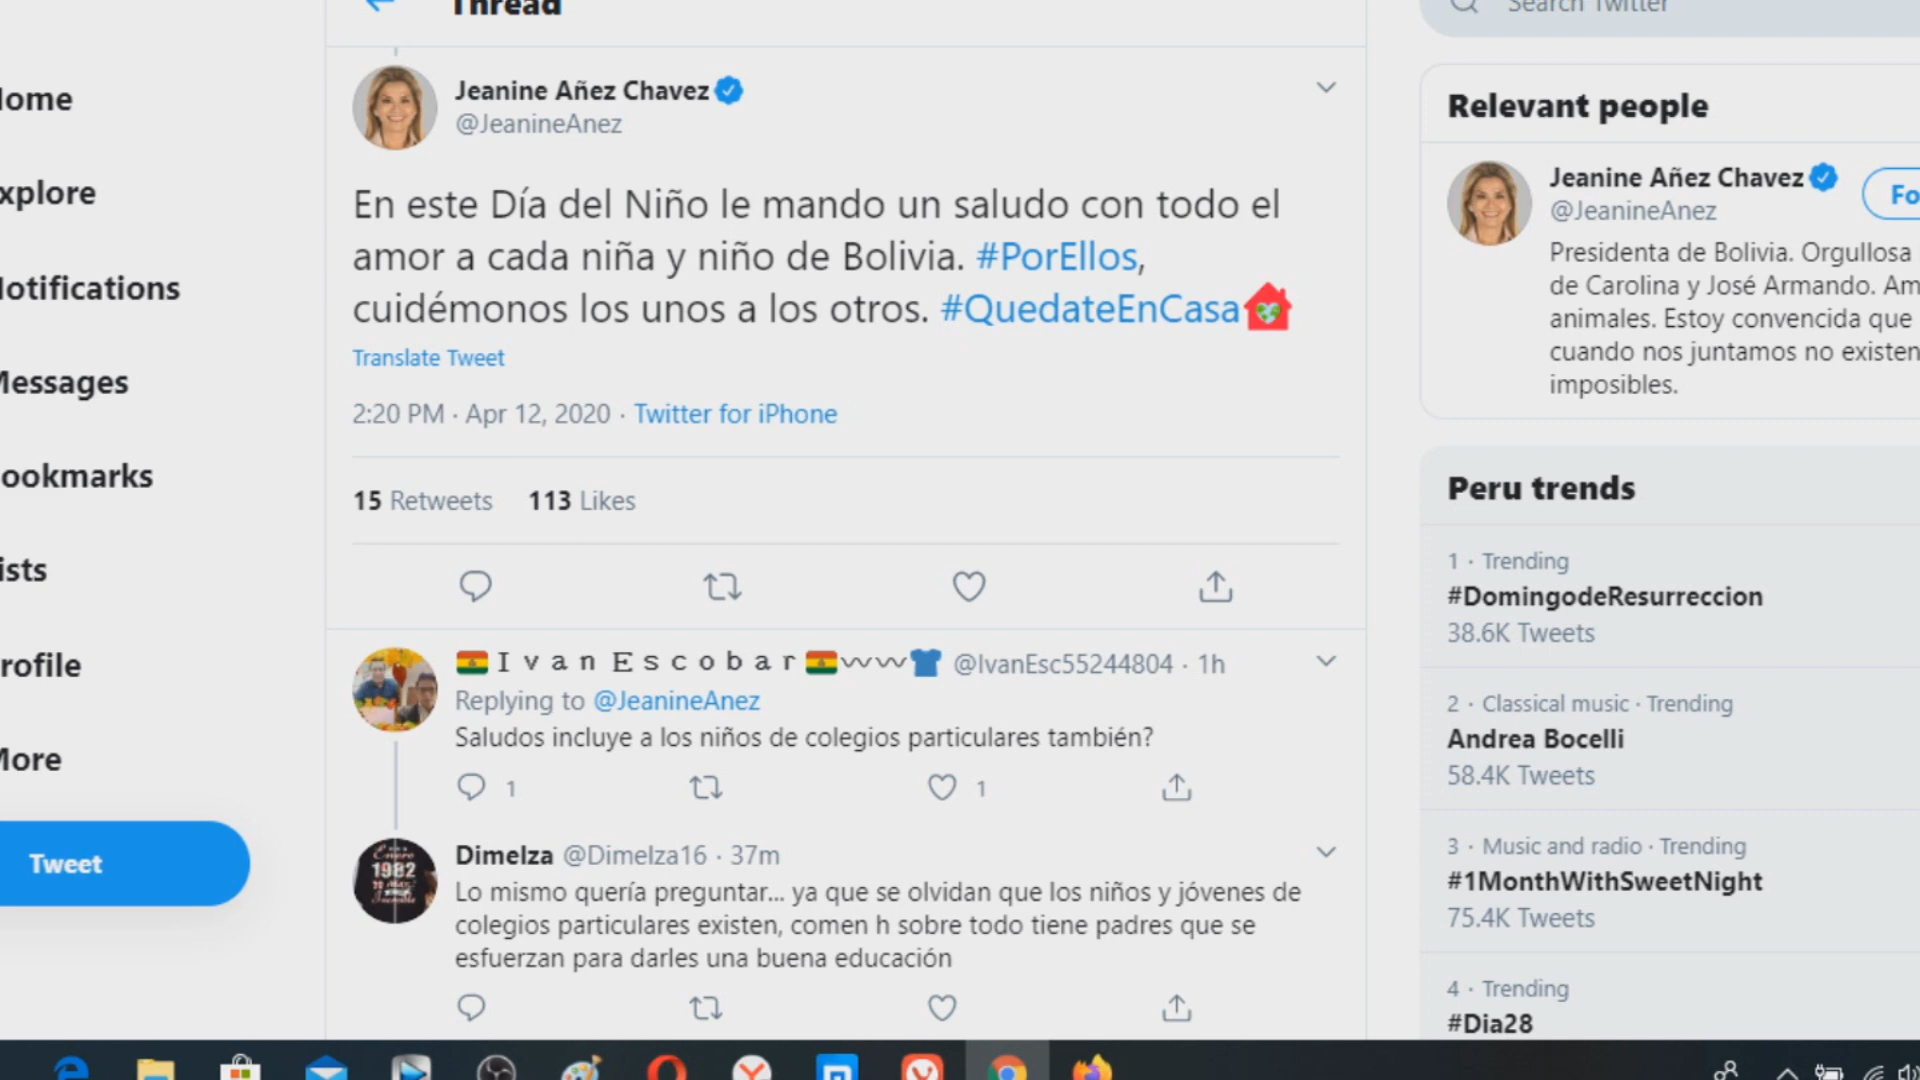 Thread
Search Twitter
ome
xplore
otifications
essages
ookmarks
ists
rofile
ore
Tweet
Jeanine Añez Chavez
@JeanineAnez
En este Día del Niño le mando un saludo con todo el
amor a cada niña y niño de Bolivia. #PorEllos,
cuidémonos los unos a los otros. #QuedateEnCasa
Translate Tweet
2:20 PM · Apr 12, 2020 · Twitter for iPhone
15 Retweets 113 Likes
Ivan Escobar @IvanEsc55244804 · 1h
Replying to @JeanineAnez
Saludos incluye a los niños de colegios particulares también?
1 1
Dimelza @Dimelza16 · 37m
Lo mismo quería preguntar... ya que se olvidan que los niños y jóvenes de
colegios particulares existen, comen h sobre todo tiene padres que se
esfuerzan para darles una buena educación
1982
Relevant people
Jeanine Añez Chavez
Fo
@JeanineAnez
Presidenta de Bolivia. Orgullosa
de Carolina y José Armando. Am
animales. Estoy convencida que
cuando nos juntamos no existen
imposibles.
Peru trends
1 · Trending
#DomingodeResurreccion
38.6K Tweets
2 · Classical music · Trending
Andrea Bocelli
58.4K Tweets
3 · Music and radio · Trending
#1MonthWithSweetNight
75.4K Tweets
4 · Trending
#Dia28